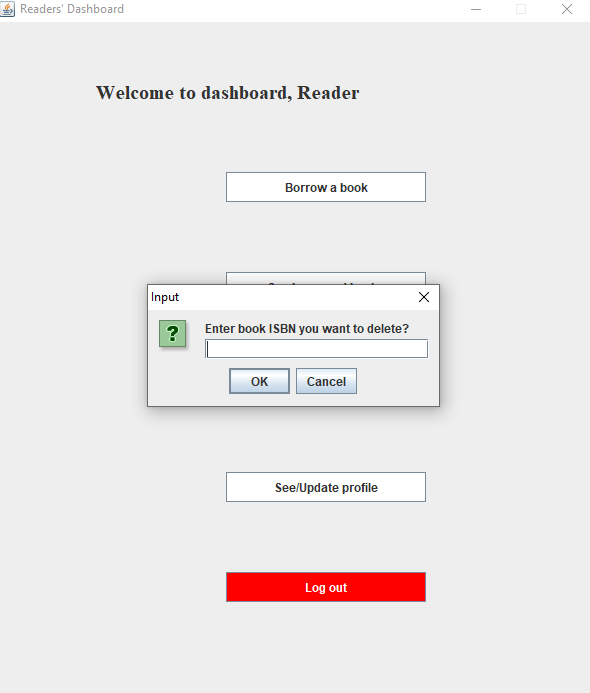 Readers' Dashboard
Welcome to dashboard, Reader
Borrow a book
Input
?
Enter book ISBN you want to delete?
OK
Cancel
See/Update profile
Log out